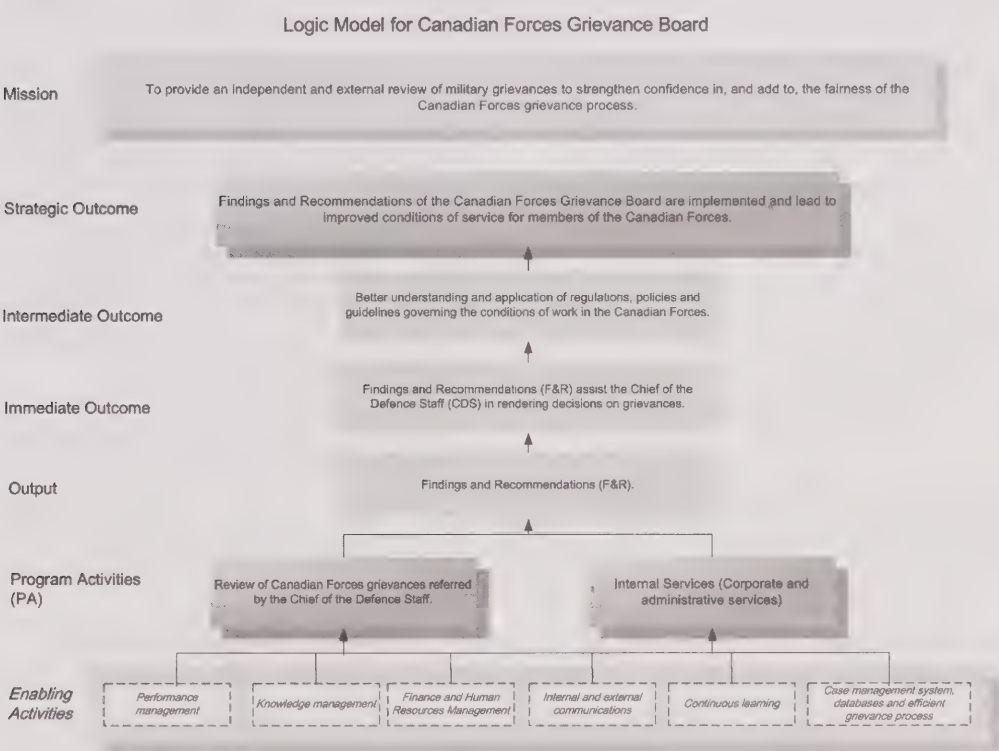 Logic Model for Canadian Forces Grievance Board
Mission
To provide an independent and external review of military grievances to strengthen confidence in, and add to, the fairness of the
Canadian Forces grievance process.
Strategic Outcome
Findings and Recommendations of the Canadian Forces Grievance Board are implemented and lead to
improved conditions of service for members of the Canadian Forces.
Intermediate Outcome
Better understanding and application of regulations, policies and
guidelines governing the conditions of work in the Canadian Forces.
Immediate Outcome
Findings and Recommendations (F&R) assist the Chief of the
Defence Staff (CDS) in rendering decisions on grievances.
Output
Findings and Recommendations (F&R).
Program Activities
(PA)
Review of Canadian Forces grievances referred
by the Chief of the Defence Staff.
Internal Services (Corporate and
administrative services)
Enabling
Activities
Performance
management
Knowledge management
Finance and Human
Resources Management
Internal and external
communications
Continuous learning
Case management system,
databases and efficient
grievance process